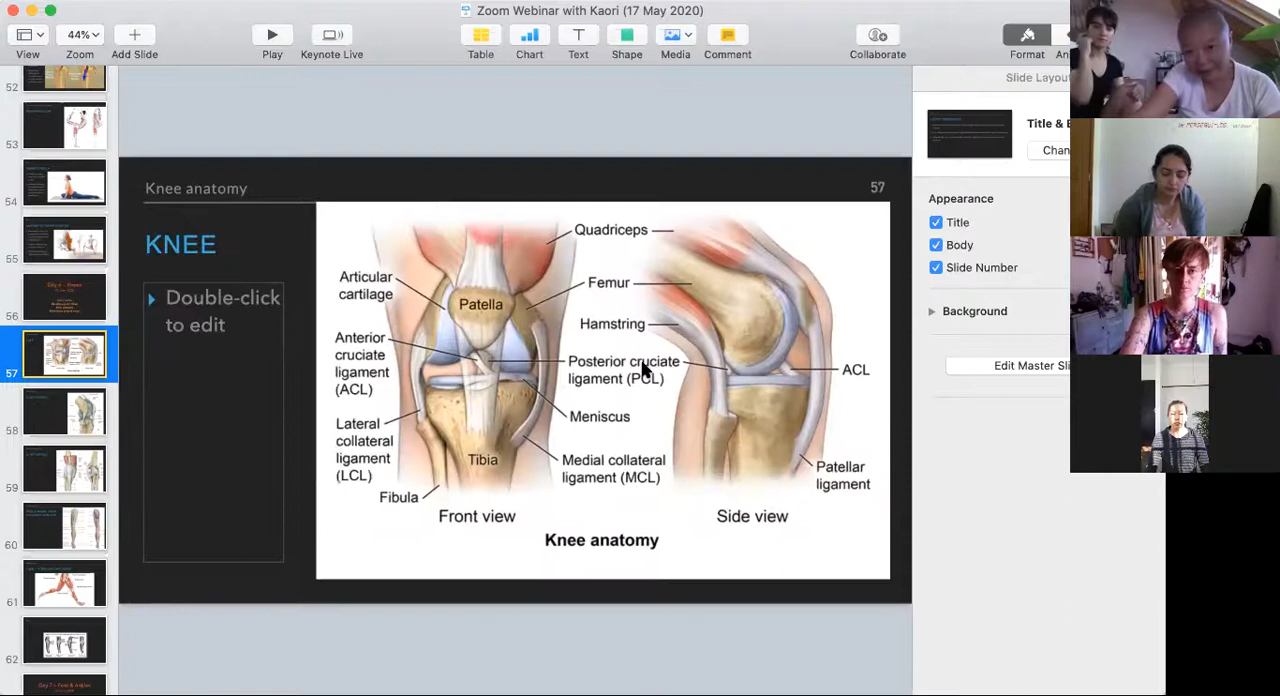 Zoom Webinar with Kaori (17 May 2020)
44%
View
Zoom
Add Slide
Play
Keynote Live
Table
Chart
Text
Shape
Media
Comment
Collaborate
Format
Slide Layou
Title & B
Chan
Appearance
Title
Body
Slide Number
Background
Edit Master Sli
52
53
54
55
56
57
58
59
60
61
62
Knee anatomy
57
KNEE
Double-click
to edit
Quadriceps
Articular
cartilage
Patella
Femur
Hamstring
Anterior
cruciate
ligament
(ACL)
Posterior cruciate
ligament (PCL)
ACL
Meniscus
Lateral
collateral
ligament
(LCL)
Tibia
Medial collateral
ligament (MCL)
Patellar
ligament
Fibula
Front view
Side view
Knee anatomy